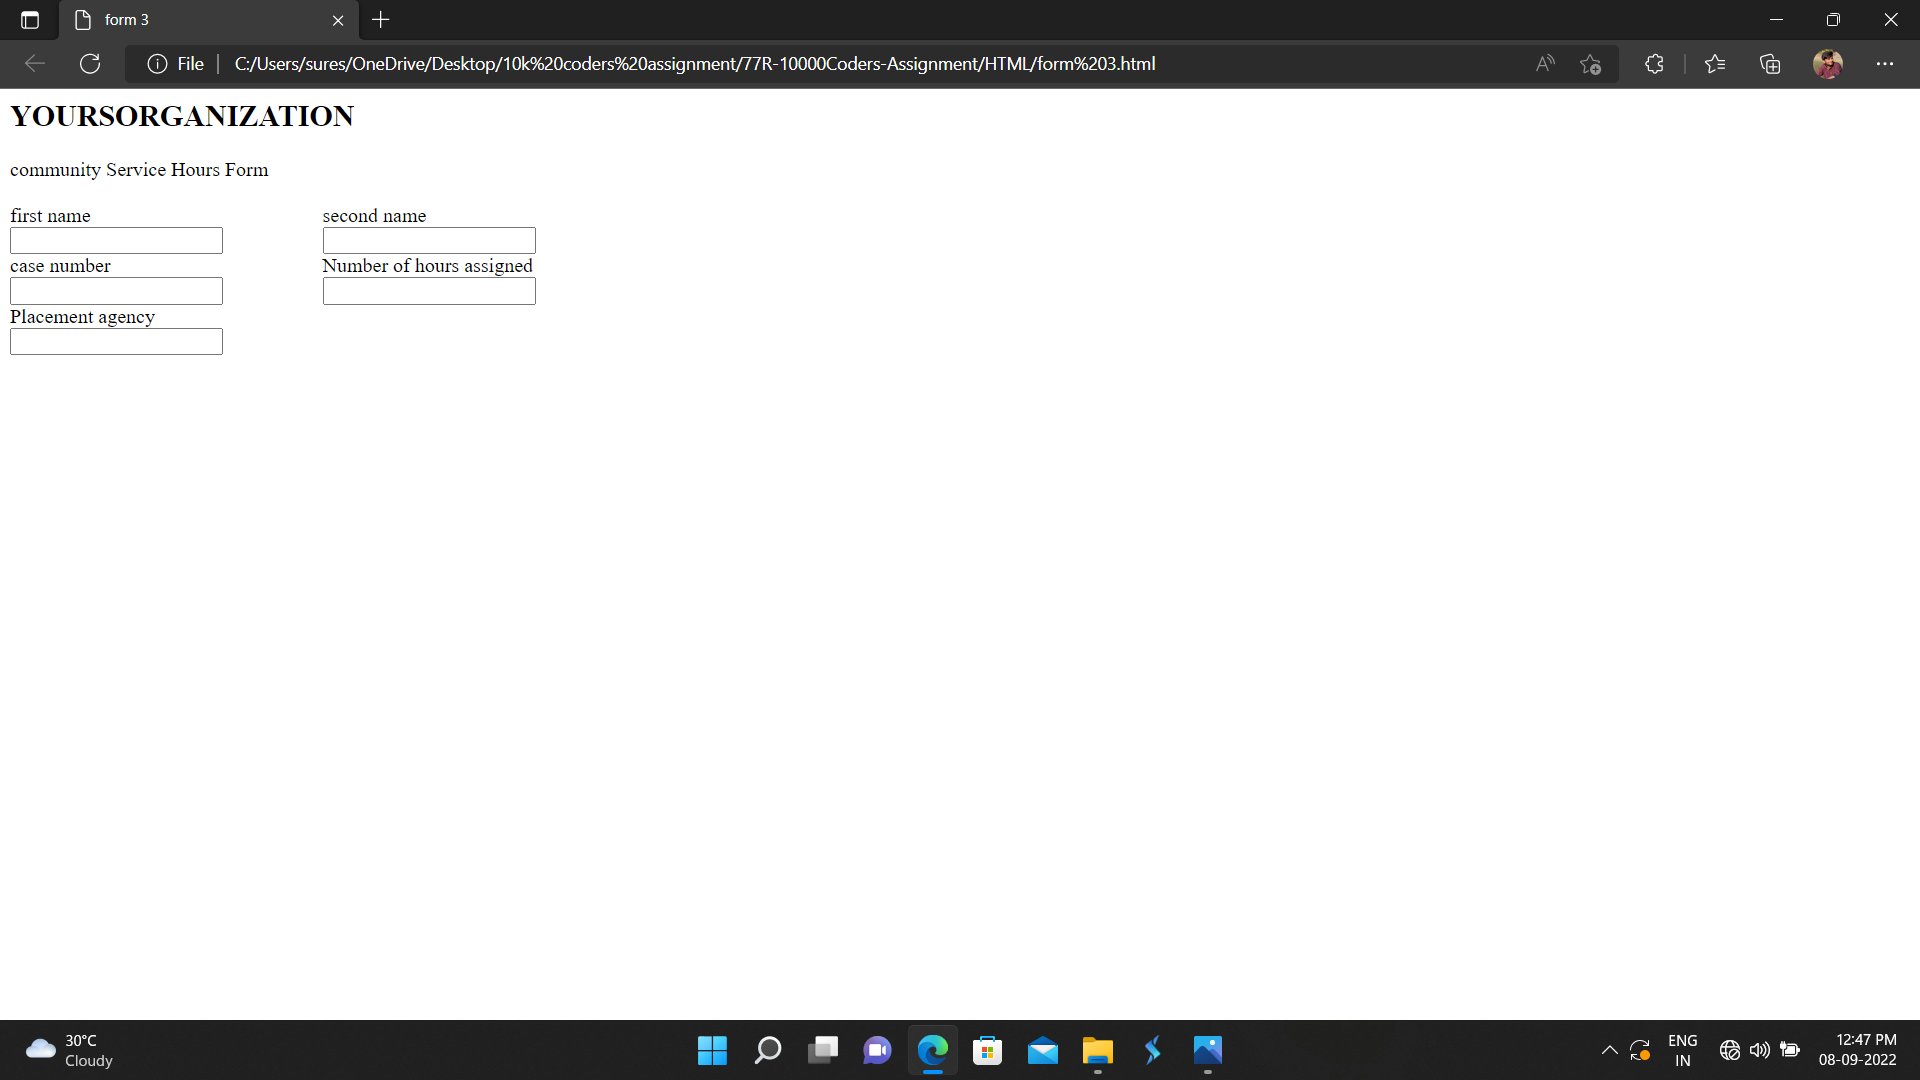 form 3
File
C:/Users/sures/OneDrive/Desktop/10k%20coders%20assignment/77R-10000Coders-Assignment/HTML/form%203.html
YOURSORGANIZATION
community Service Hours Form
first name second name
case number Number of hours assigned
Placement agency
30°C
Cloudy
ENG
IN
12:47 PM
08-09-2022